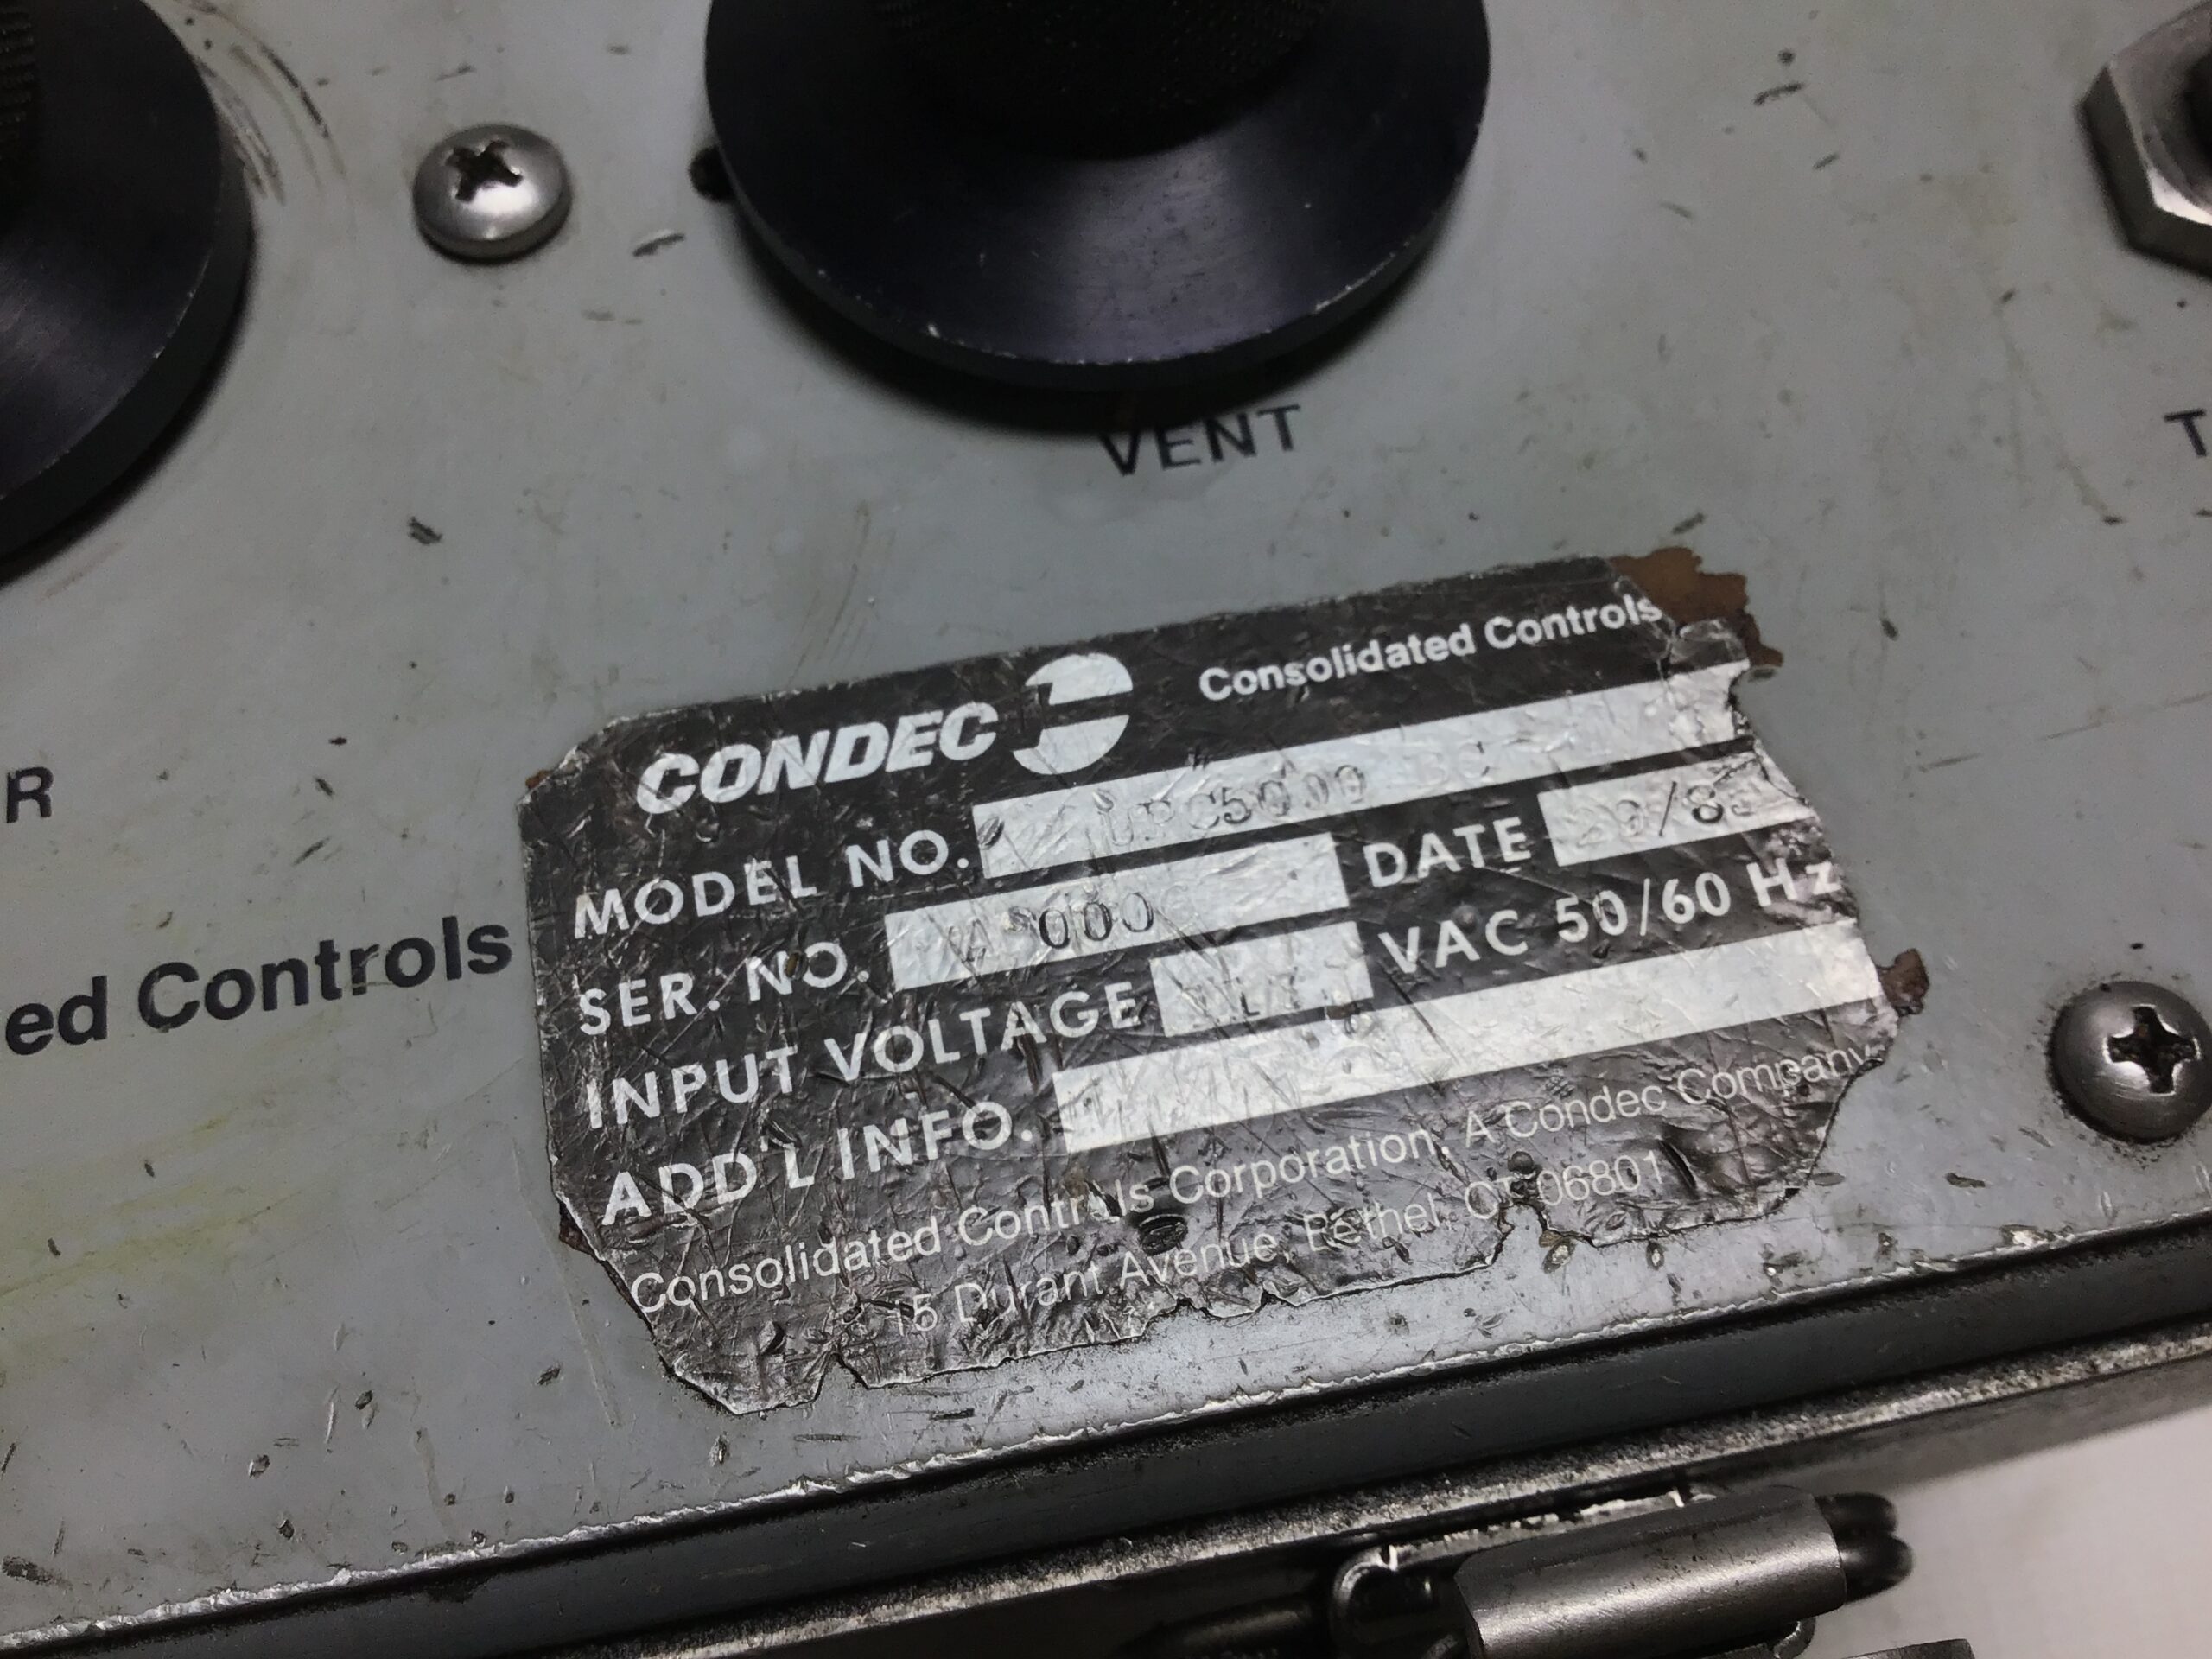 VENT
R
ed Controls
CONDEC Consolidated Controls
MODEL NO. UPC5000
SER. NO.
DATE
INPUT VOLTAGE VAC 50/60 Hz
ADD'L INFO.
Consolidated Controls Corporation, A Condec Company
15 Durant Avenue, Bethel, CT 06801